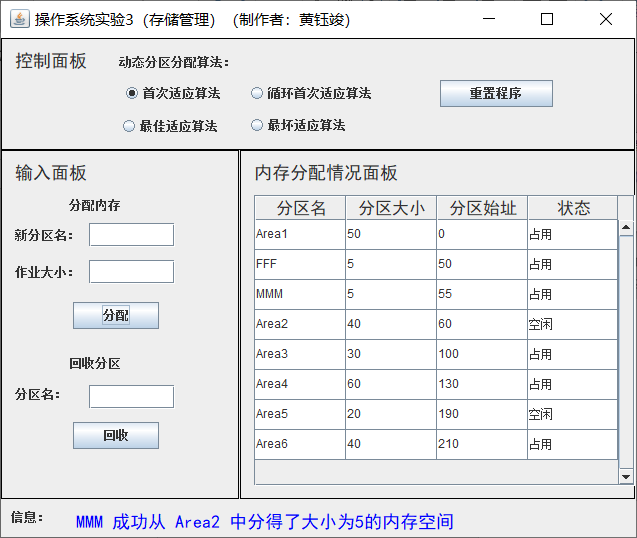 操作系统实验3（存储管理）（制作者：黄钰竣）
控制面板
动态分区分配算法：
首次适应算法 循环首次适应算法 重置程序
最佳适应算法 最坏适应算法
输入面板
分配内存
新分区名：
作业大小：
分配
回收分区
分区名：
回收
内存分配情况面板
分区名 分区大小 分区始址 状态
Area1 50 0 占用
FFF 5 50 占用
MMM 5 55 占用
Area2 40 60 空闲
Area3 30 100 占用
Area4 60 130 占用
Area5 20 190 空闲
Area6 40 210 占用
信息： MMM 成功从 Area2 中分得了大小为5的内存空间